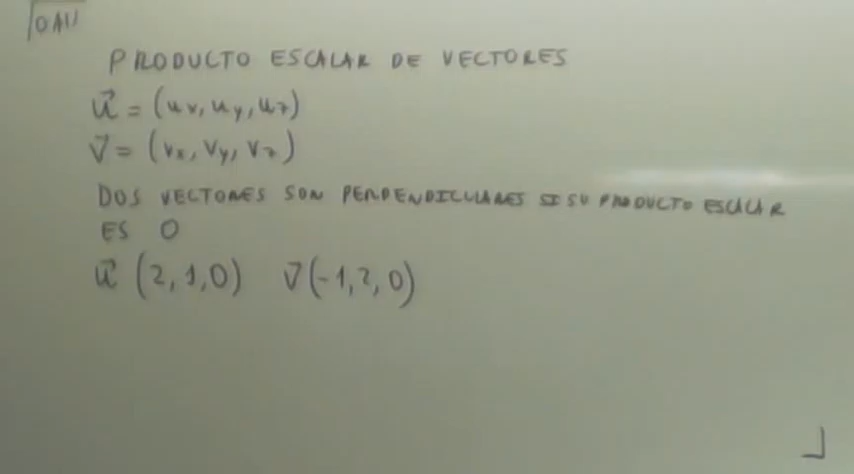 PRODUCTO ESCALAR DE VECTORES
u⃗ = (ux, uy, uz)
v⃗ = (vx, vy, vz)
DOS VECTORES SON PERPENDICULARES SI SU PRODUCTO ESCALAR
ES 0
u⃗ (2,1,0) v⃗(-1,2,0)